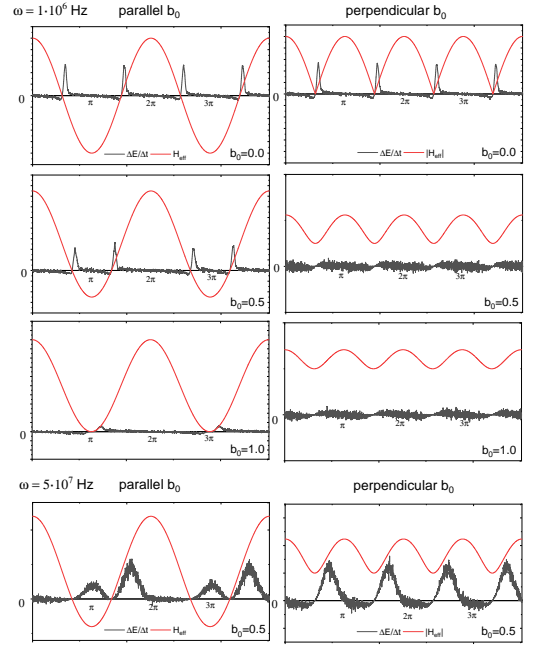 ω = 1·10⁶ Hz parallel b₀ perpendicular b₀
0 π 2π 3π
ΔE/Δt H_eff b₀=0.0
0 π 2π 3π
ΔE/Δt |H_eff| b₀=0.0
0 π 2π 3π
b₀=0.5
0 π 2π 3π
b₀=0.5
0 π 2π 3π
b₀=1.0
0 π 2π 3π
b₀=1.0
ω = 5·10⁷ Hz parallel b₀ perpendicular b₀
0 π 2π 3π
ΔE/Δt H_eff b₀=0.5
0 π 2π 3π
ΔE/Δt |H_eff| b₀=0.5